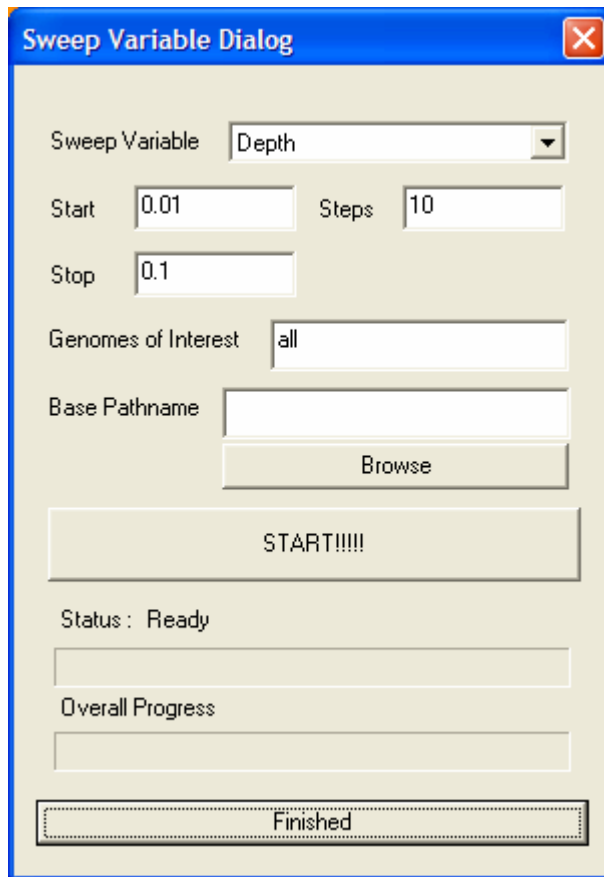 Sweep Variable Dialog
Sweep Variable Depth
Start 0.01 Steps 10
Stop 0.1
Genomes of Interest all
Base Pathname
Browse
START!!!!!
Status : Ready
Overall Progress
Finished